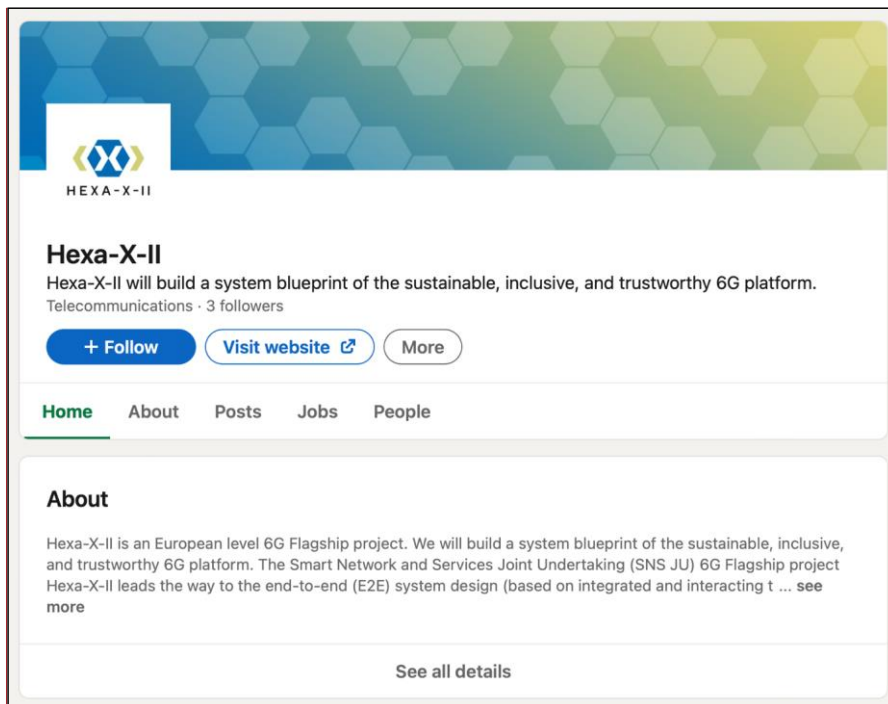 HEXA-X-II
Hexa-X-II
Hexa-X-II will build a system blueprint of the sustainable, inclusive, and trustworthy 6G platform.
Telecommunications · 3 followers
+ Follow Visit website More
Home About Posts Jobs People
About
Hexa-X-II is an European level 6G Flagship project. We will build a system blueprint of the sustainable, inclusive,
and trustworthy 6G platform. The Smart Network and Services Joint Undertaking (SNS JU) 6G Flagship project
Hexa-X-II leads the way to the end-to-end (E2E) system design (based on integrated and interacting t ... see
more
See all details